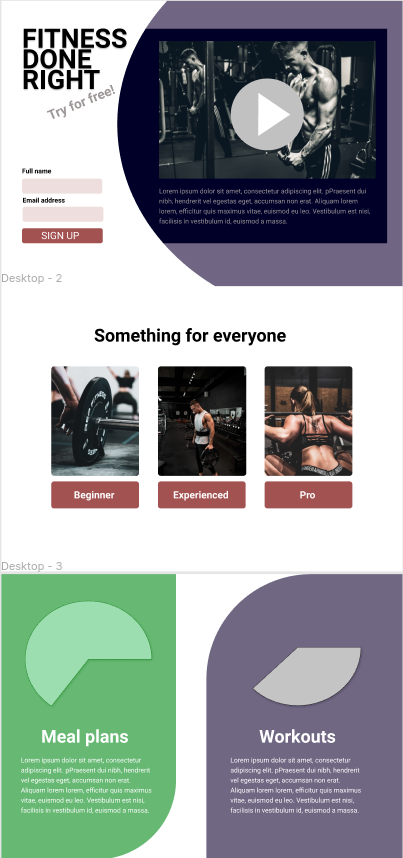 FITNESS
DONE
RIGHT
Try for free!
Full name
Email address
SIGN UP
Lorem ipsum dolor sit amet, consectetur adipiscing elit, pPraesent dui
nibh, hendrerit vel egestas eget, accumsan non erat. Aliquam lorem
lorem, efficitur quis maximus vitae, euismod eu leo. Vestibulum est nisi,
facilisis in vestibulum sed, euismod a massa.
Desktop - 2
Something for everyone
Beginner
Experienced
Pro
Desktop - 3
Meal plans
Lorem ipsum dolor sit amet, consectetur
adipiscing elit. pPraesent dui nibh, hendrerit
vel egestas eget, accumsan non erat.
Aliquam lorem lorem, efficitur quis maximus
vitae, euismod eu leo. Vestibulum est nisi,
facilisis in vestibulum sed, euismod a massa.
Workouts
Lorem ipsum dolor sit amet, consectetur
adipiscing elit. pPraesent dui nibh, hendrerit
vel egestas eget, accumsan non erat.
Aliquam lorem lorem, efficitur quis maximus
vitae, euismod eu leo. Vestibulum est nisi,
facilisis in vestibulum sed, euismod a massa.